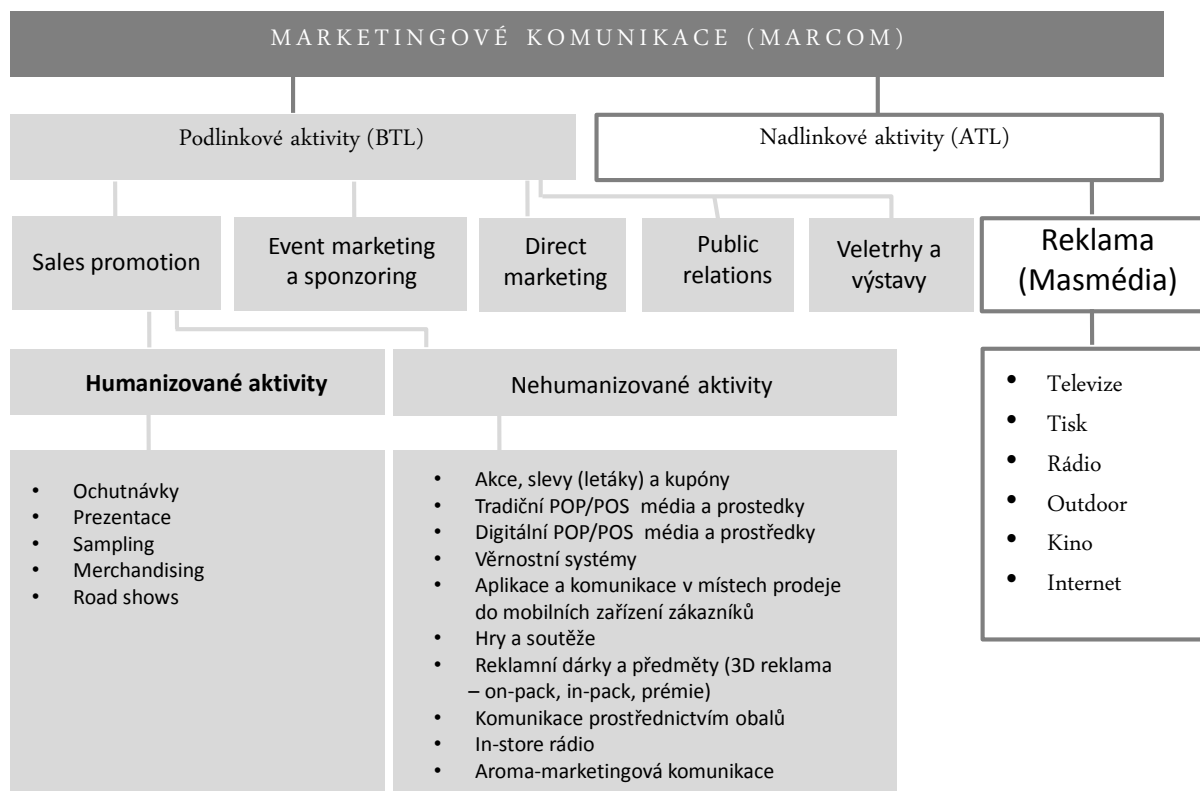 MARKETINGOVÉ KOMUNIKACE (MARCOM)
Podlinkové aktivity (BTL)
Nadlinkové aktivity (ATL)
Sales promotion
Event marketing
a sponzoring
Direct
marketing
Public
relations
Veletrhy a
výstavy
Reklama
(Masmédia)
Humanizované aktivity
Nehumanizované aktivity
• Ochutnávky
• Prezentace
• Sampling
• Merchandising
• Road shows
• Akce, slevy (letáky) a kupóny
• Tradiční POP/POS média a prostedky
• Digitální POP/POS média a prostředky
• Věrnostní systémy
• Aplikace a komunikace v místech prodeje
do mobilních zařízení zákazníků
• Hry a soutěže
• Reklamní dárky a předměty (3D reklama
– on-pack, in-pack, prémie)
• Komunikace prostřednictvím obalů
• In-store rádio
• Aroma-marketingová komunikace
• Televize
• Tisk
• Rádio
• Outdoor
• Kino
• Internet